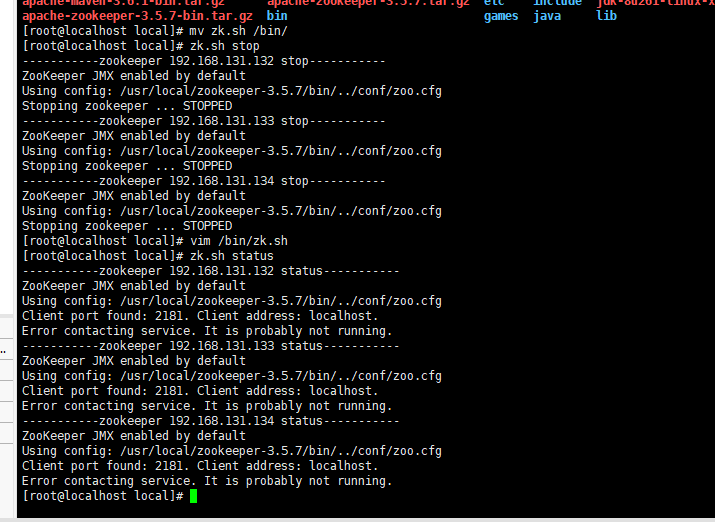 apache-maven-3.6.1-bin.tar.gz apache-zookeeper-3.5.7.tar.gz etc include jdk-8u261-linux-x
apache-zookeeper-3.5.7-bin.tar.gz bin games java lib
[root@localhost local]# mv zk.sh /bin/
[root@localhost local]# zk.sh stop
-----------zookeeper 192.168.131.132 stop-----------
ZooKeeper JMX enabled by default
Using config: /usr/local/zookeeper-3.5.7/bin/../conf/zoo.cfg
Stopping zookeeper ... STOPPED
-----------zookeeper 192.168.131.133 stop-----------
ZooKeeper JMX enabled by default
Using config: /usr/local/zookeeper-3.5.7/bin/../conf/zoo.cfg
Stopping zookeeper ... STOPPED
-----------zookeeper 192.168.131.134 stop-----------
ZooKeeper JMX enabled by default
Using config: /usr/local/zookeeper-3.5.7/bin/../conf/zoo.cfg
Stopping zookeeper ... STOPPED
[root@localhost local]# vim /bin/zk.sh
[root@localhost local]# zk.sh status
-----------zookeeper 192.168.131.132 status-----------
ZooKeeper JMX enabled by default
Using config: /usr/local/zookeeper-3.5.7/bin/../conf/zoo.cfg
Client port found: 2181. Client address: localhost.
Error contacting service. It is probably not running.
-----------zookeeper 192.168.131.133 status-----------
ZooKeeper JMX enabled by default
Using config: /usr/local/zookeeper-3.5.7/bin/../conf/zoo.cfg
Client port found: 2181. Client address: localhost.
Error contacting service. It is probably not running.
-----------zookeeper 192.168.131.134 status-----------
ZooKeeper JMX enabled by default
Using config: /usr/local/zookeeper-3.5.7/bin/../conf/zoo.cfg
Client port found: 2181. Client address: localhost.
Error contacting service. It is probably not running.
[root@localhost local]#